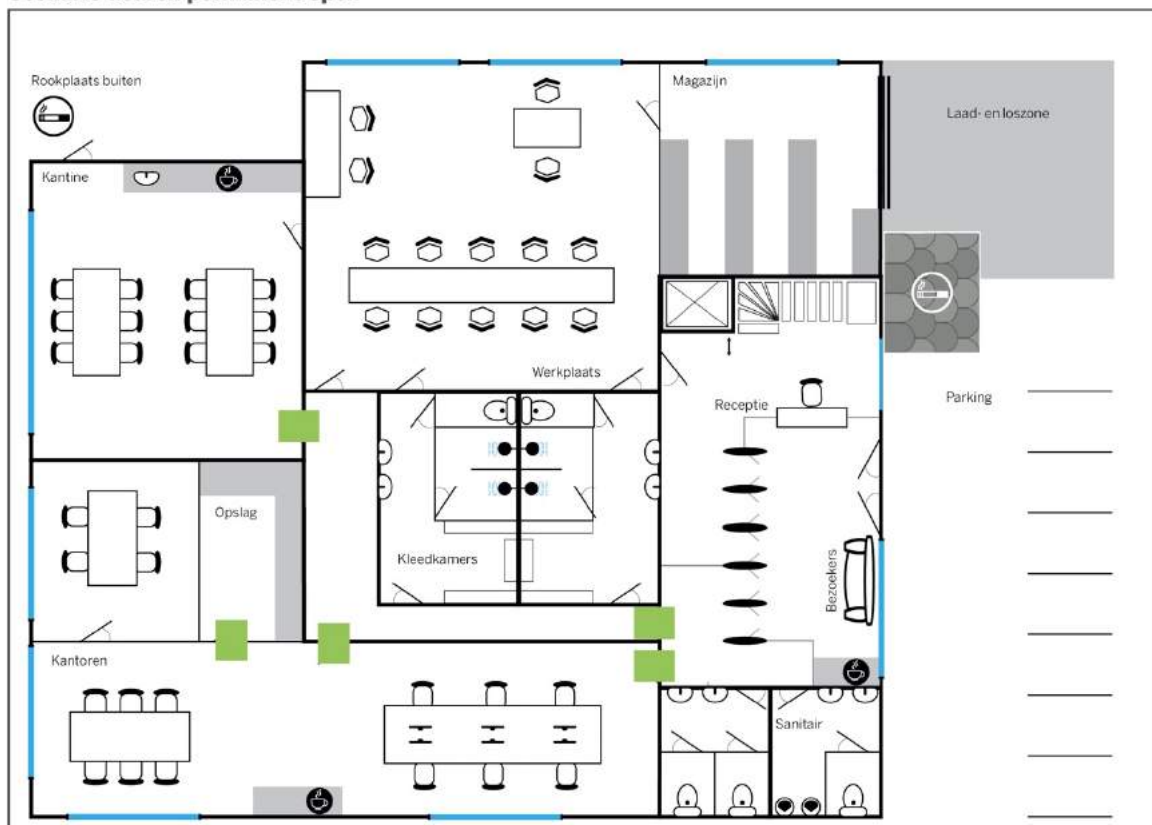 Rookplaats buiten
Magazijn
Laad- en loszone
Kantine
Werkplaats
Receptie
Parking
Opslag
Kleedkamers
Bezoekers
Kantoren
Sanitair